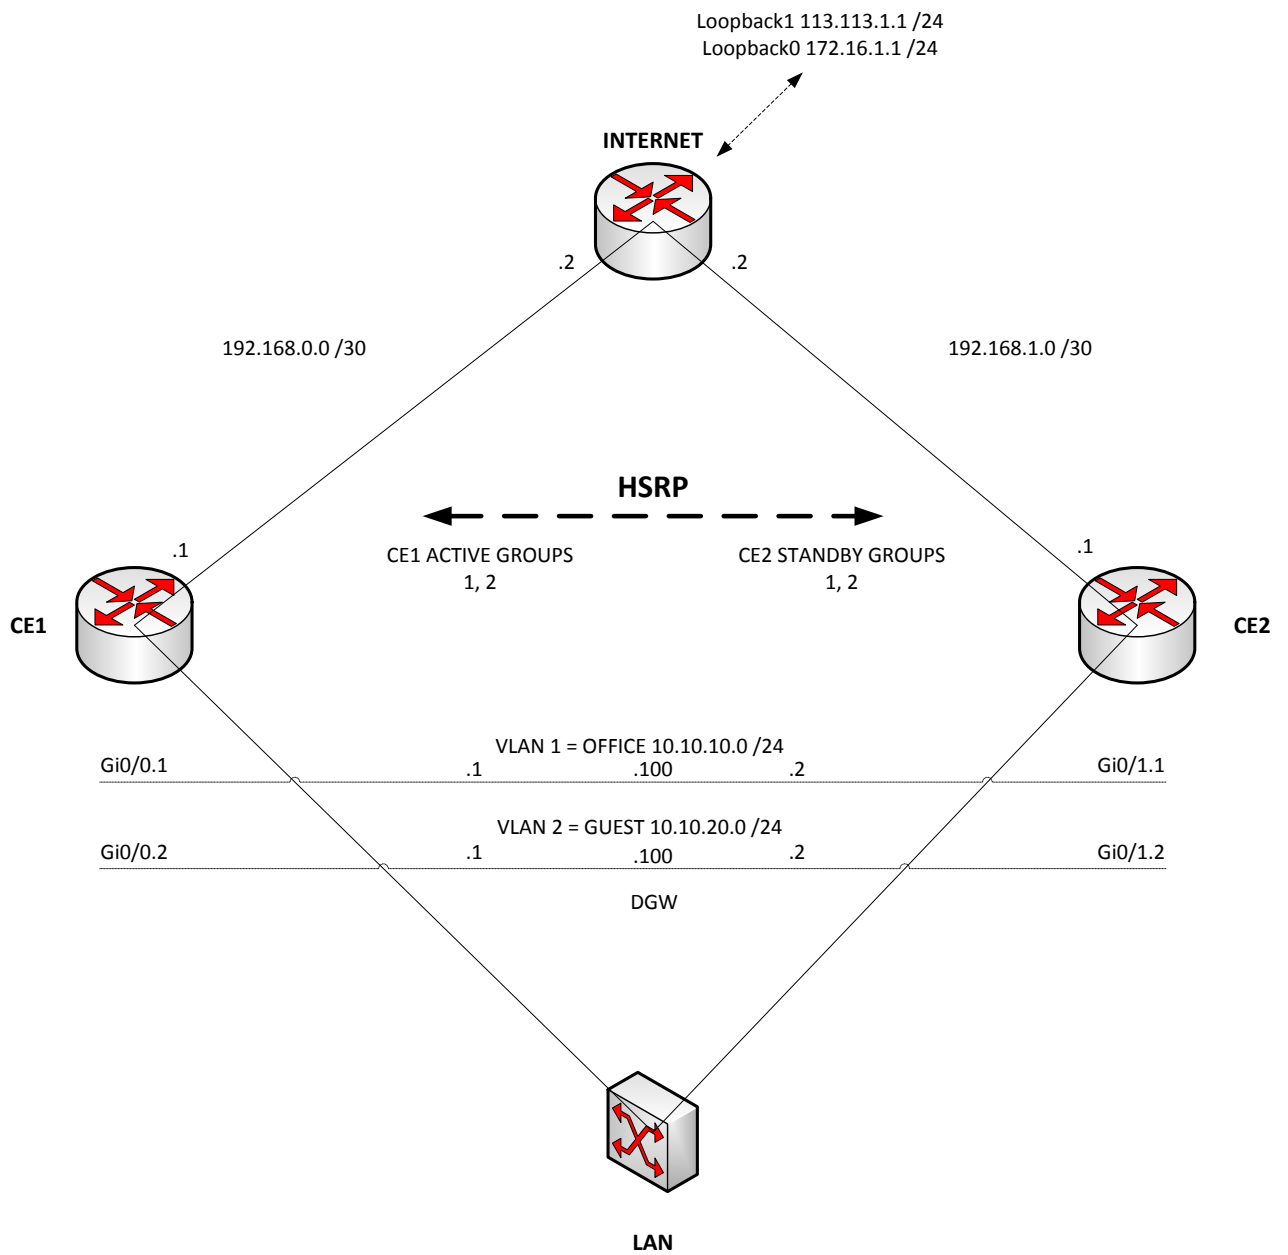 Loopback1 113.113.1.1 /24
Loopback0 172.16.1.1 /24
INTERNET
.2
.2
192.168.0.0 /30
192.168.1.0 /30
HSRP
CE1 ACTIVE GROUPS
1, 2
CE2 STANDBY GROUPS
1, 2
.1
.1
CE1
CE2
VLAN 1 = OFFICE 10.10.10.0 /24
Gi0/0.1
.1
.100
.2
Gi0/1.1
VLAN 2 = GUEST 10.10.20.0 /24
Gi0/0.2
.1
.100
.2
Gi0/1.2
DGW
LAN